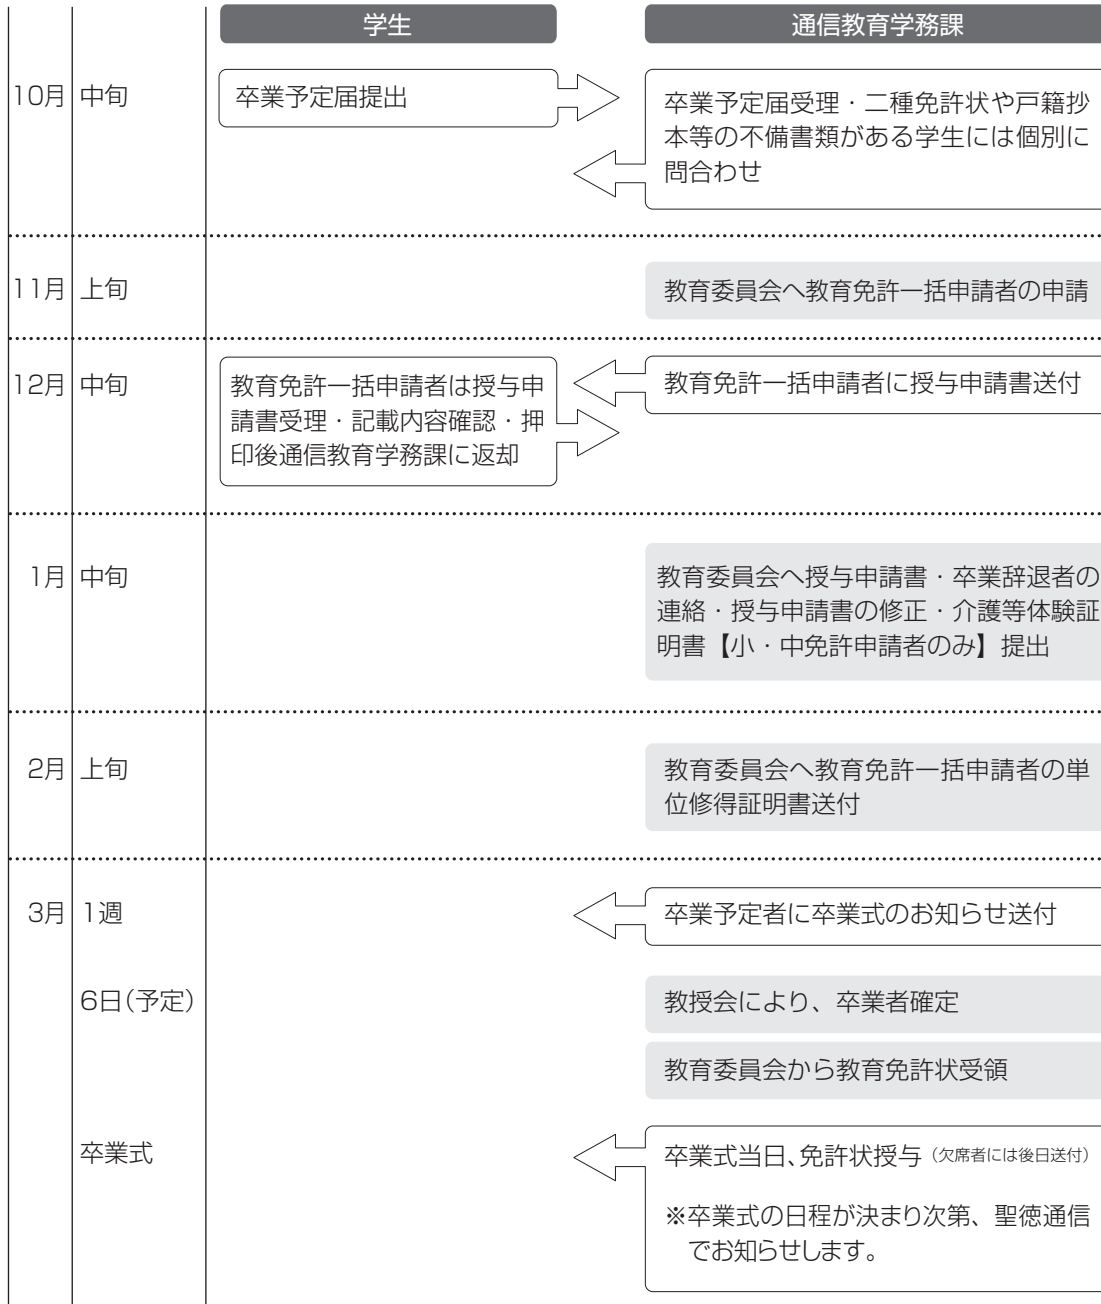 学生
通信教育学務課
10月 中旬
卒業予定届提出
卒業予定届受理・二種免許状や戸籍抄
本等の不備書類がある学生には個別に
問合わせ
11月 上旬
教育委員会へ教育免許一括申請者の申請
12月 中旬
教育免許一括申請者は授与申
請書受理・記載内容確認・押
印後通信教育学務課に返却
教育免許一括申請者に授与申請書送付
1月 中旬
教育委員会へ授与申請書・卒業辞退者の
連絡・授与申請書の修正・介護等体験証
明書【小・中免許申請者のみ】提出
2月 上旬
教育委員会へ教育免許一括申請者の単
位修得証明書送付
3月 1週
卒業予定者に卒業式のお知らせ送付
6日(予定)
教授会により、卒業者確定
教育委員会から教育免許状受領
卒業式
卒業式当日、免許状授与(欠席者には後日送付)
※卒業式の日程が決まり次第、聖徳通信
でお知らせします。